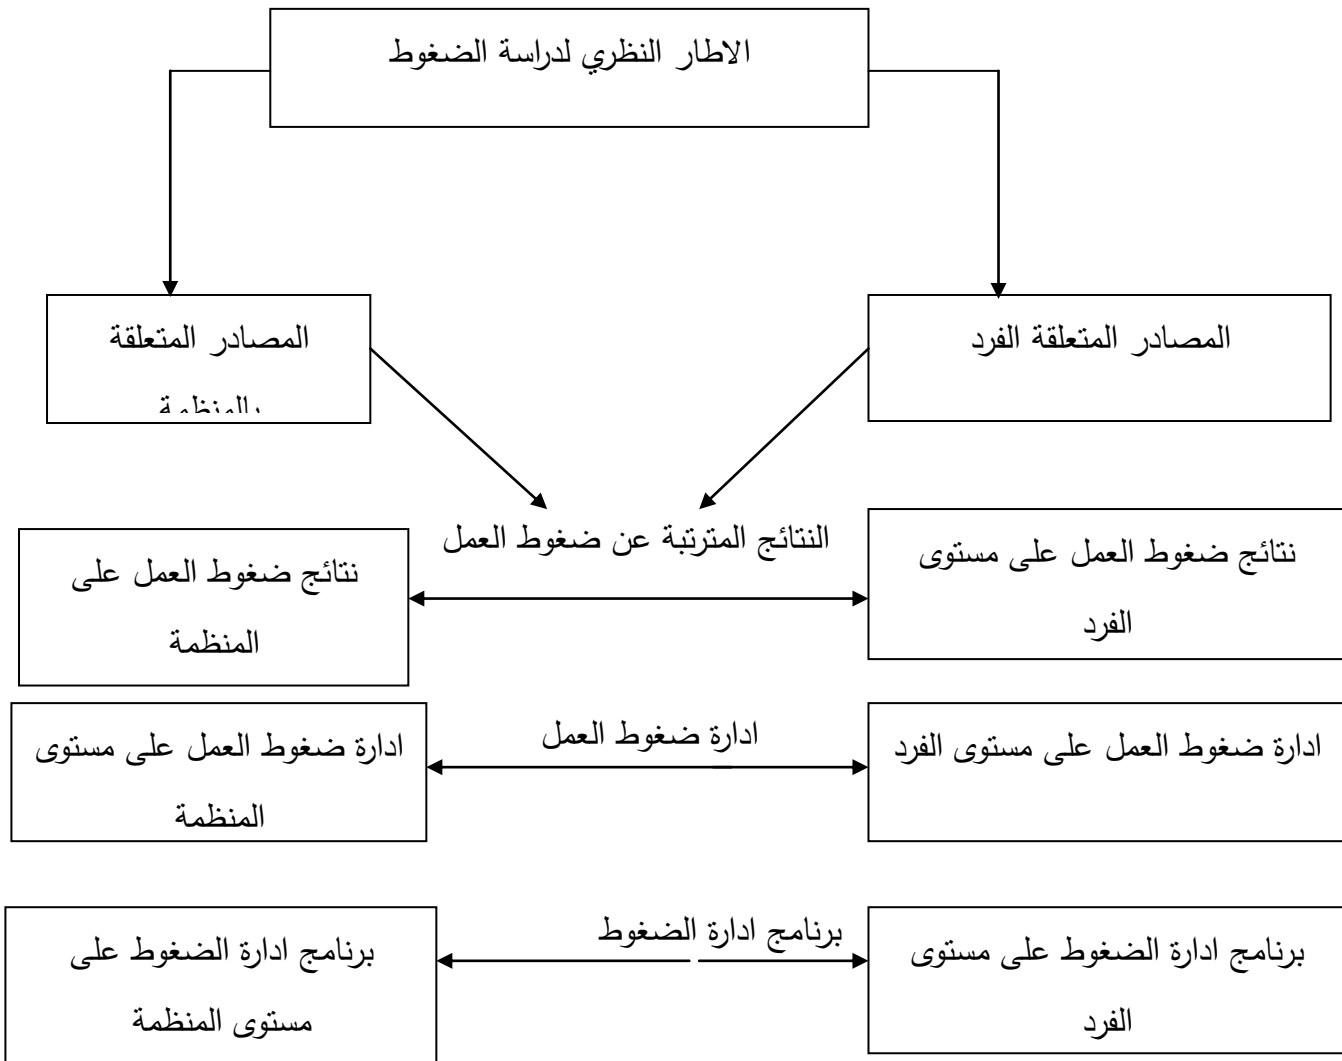 الاطار النظري لدراسة الضغوط
المصادر المتعلقة الفرد
المصادر المتعلقة
بالمنظمة
النتائج المترتبة عن ضغوط العمل
نتائج ضغوط العمل على مستوى
الفرد
نتائج ضغوط العمل على
المنظمة
ادارة ضغوط العمل على مستوى الفرد
ادارة ضغوط العمل
ادارة ضغوط العمل على مستوى
المنظمة
برنامج ادارة الضغوط على مستوى
الفرد
برنامج ادارة الضغوط
برنامج ادارة الضغوط على
مستوى المنظمة